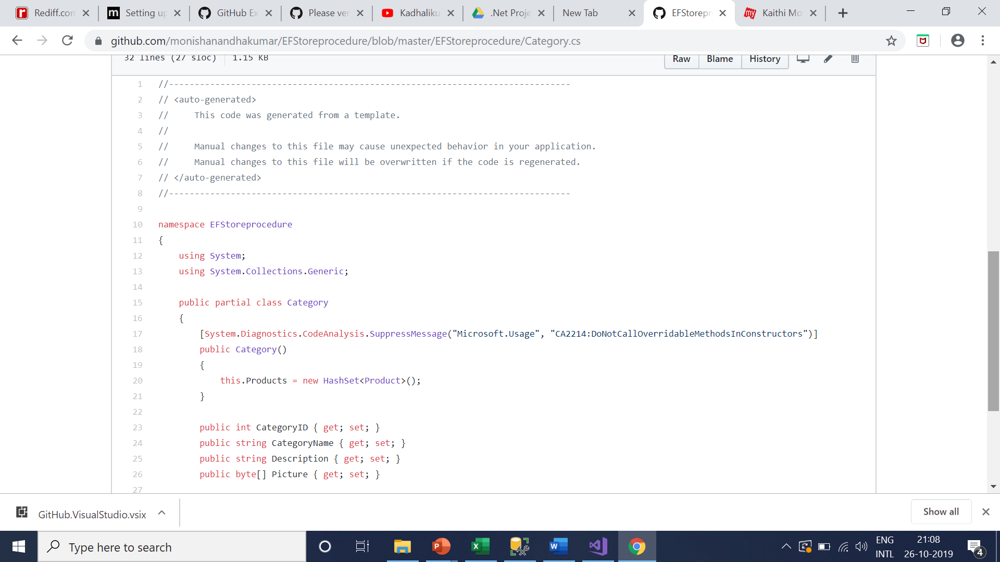 Rediff.com
Setting up
GitHub Ex
Please ver
Kadhaliku
.Net Proje
New Tab
EFStorepr
Kaithi Mo
github.com/monishanandhakumar/EFStoreprocedure/blob/master/EFStoreprocedure/Category.cs
32 lines (27 sloc) 1.15 KB
Raw Blame History
1 //------------------------------------------------------------------------------
2 // <auto-generated>
3 //     This code was generated from a template.
4 //
5 //     Manual changes to this file may cause unexpected behavior in your application.
6 //     Manual changes to this file will be overwritten if the code is regenerated.
7 // </auto-generated>
8 //------------------------------------------------------------------------------
9
10 namespace EFStoreprocedure
11 {
12     using System;
13     using System.Collections.Generic;
14
15     public partial class Category
16     {
17         [System.Diagnostics.CodeAnalysis.SuppressMessage("Microsoft.Usage", "CA2214:DoNotCallOverridableMethodsInConstructors")]
18         public Category()
19         {
20             this.Products = new HashSet<Product>();
21         }
22
23         public int CategoryID { get; set; }
24         public string CategoryName { get; set; }
25         public string Description { get; set; }
26         public byte[] Picture { get; set; }
27
GitHub.VisualStudio.vsix
Show all
Type here to search
ENG
INTL
21:08
26-10-2019
4